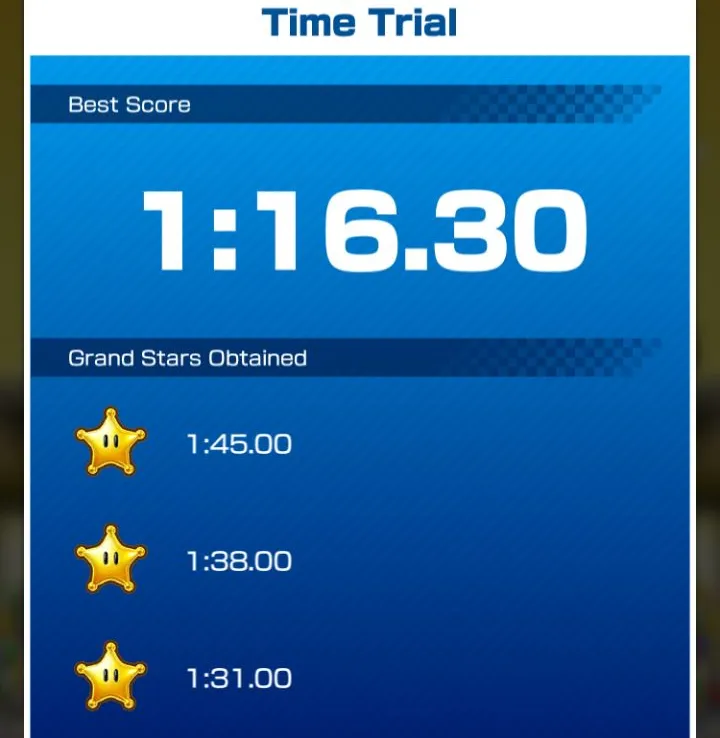 Time Trial
Best Score
1:16.30
Grand Stars Obtained
1:45.00
1:38.00
1:31.00